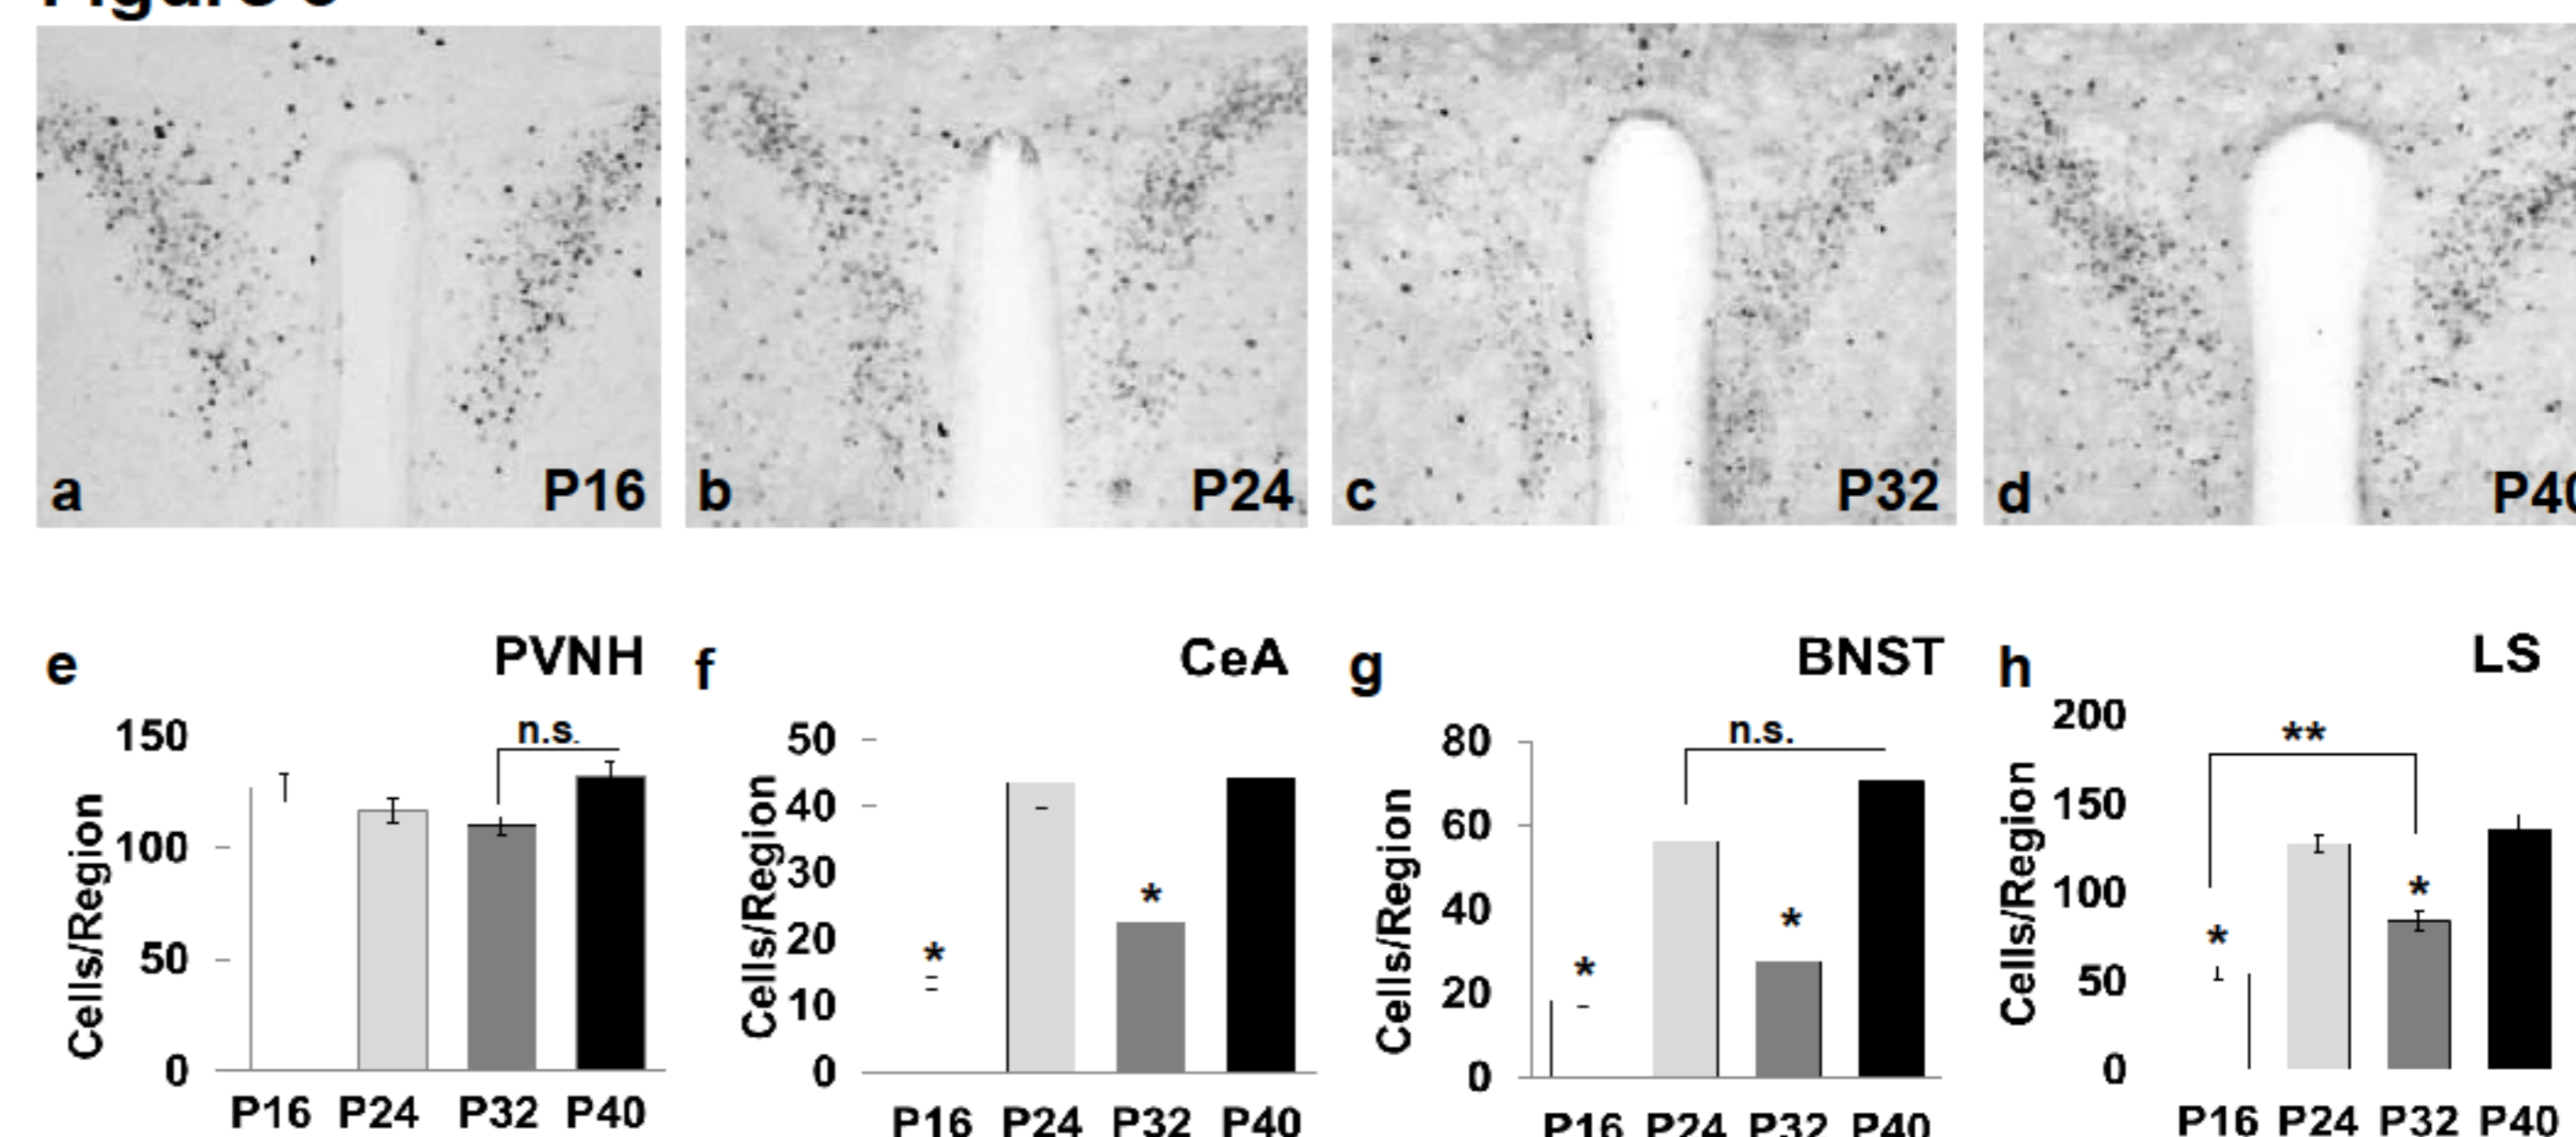 a
P16
b
P24
c
P32
d
e
PVNH
Cells/Region
150
100
50
0
n.s.
P16 P24 P32 P40
f
CeA
Cells/Region
50
40
30
20
10
0
*
*
P16 P24 P32 P40
g
BNST
Cells/Region
80
60
40
20
0
n.s.
*
*
P16 P24 P32 P40
h
LS
Cells/Region
200
150
100
50
0
**
*
*
P16 P24 P32 P40